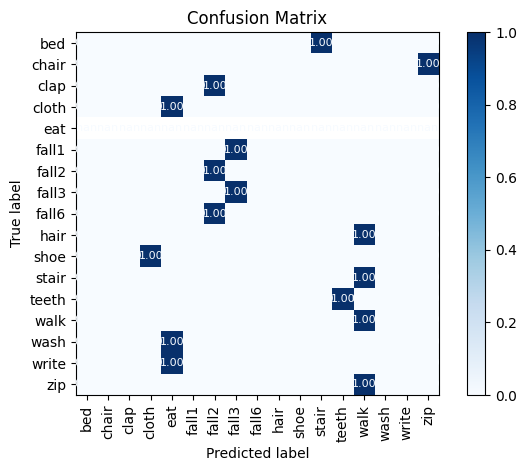 Confusion Matrix
bed 1.00
chair 1.00
clap 1.00
cloth 1.00
eat
fall1 1.00
fall2 1.00
fall3 1.00
fall6 1.00
hair 1.00
shoe 1.00
stair 1.00
teeth 1.00
walk 1.00
wash 1.00
write 1.00
zip 1.00
True label
bed chair clap cloth eat fall1 fall2 fall3 fall6 hair shoe stair teeth walk wash write zip
Predicted label
1.0
0.8
0.6
0.4
0.2
0.0